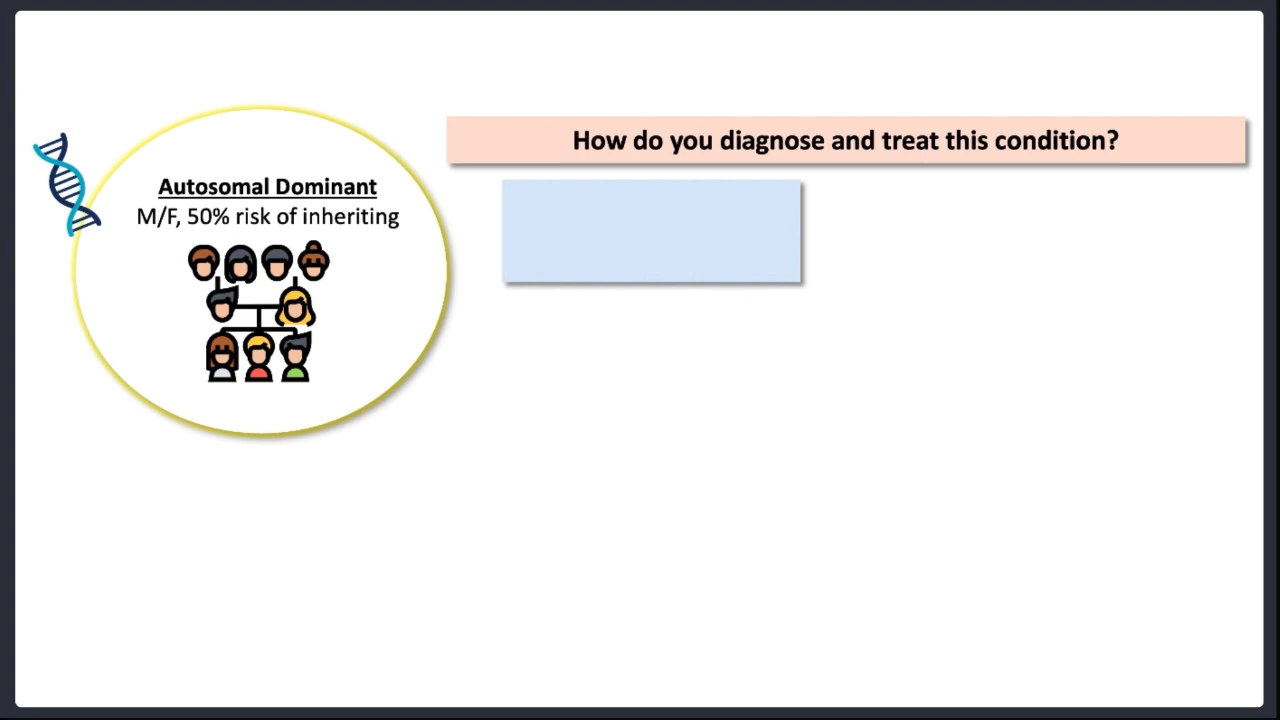 How do you diagnose and treat this condition?
Autosomal Dominant
M/F, 50% risk of inheriting